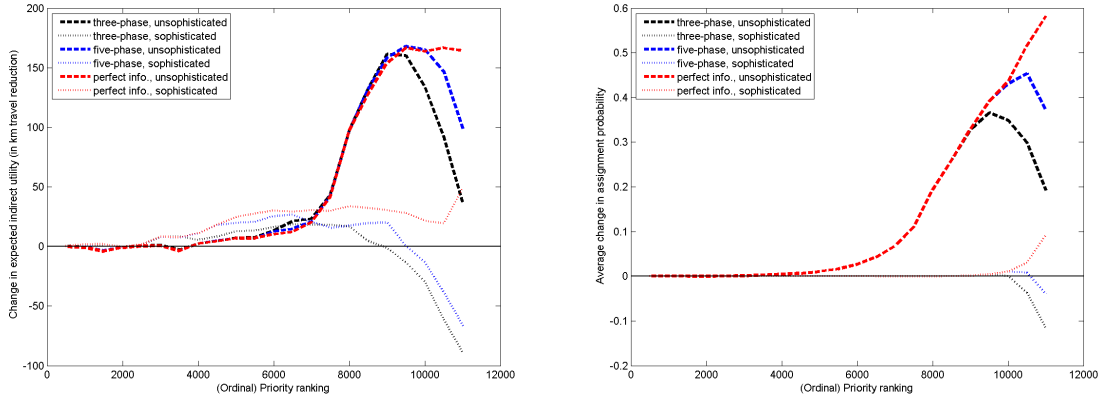 200
150
100
50
0
-50
-100
0
2000
4000
6000
8000
10000
12000
(Ordinal) Priority ranking
Change in expected indirect utility (in km travel reduction)
three-phase, unsophisticated
three-phase, sophisticated
five-phase, unsophisticated
five-phase, sophisticated
perfect info., unsophisticated
perfect info., sophisticated
0.6
0.5
0.4
0.3
0.2
0.1
0
-0.1
-0.2
0
2000
4000
6000
8000
10000
12000
(Ordinal) Priority ranking
Average change in assignment probability
three-phase, unsophisticated
three-phase, sophisticated
five-phase, unsophisticated
five-phase, sophisticated
perfect info., unsophisticated
perfect info., sophisticated